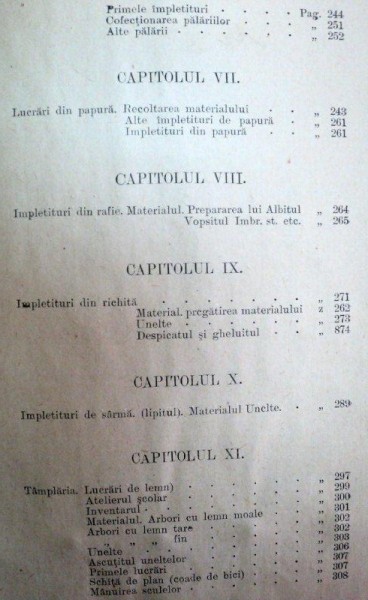 Primele împletituri . . . . Pag. 244
Cofecționarea pălăriilor . . . „ 251
Alte pălării . . . . . . „ 252
CAPITOLUL VII.
Lucrări din papură. Recoltarea materialului . . „ 243
Alte împletituri de papură . „ 261
Impletituri din papură . „ 261
CAPITOLUL VIII.
Impletituri din rafie. Materialul. Prepararea lui Albitul „ 264
Vopsitul Imbr. st. etc. „ 265
CAPITOLUL IX.
Impletituri din richită . . . . . . . „ 271
Material. pregătirea materialului z 262
Unelte . . . . . . . „ 273
Despicatul și gheluitul . . „ 874
CAPITOLUL X.
Impletituri de sârmă. (lipitul). Materialul Unelte. . „ 289
CAPITOLUL XI.
Tâmplăria. Lucrări de lemn) . . . . . „ 297
Atelierul școlar . . . . . „ 299
Inventarul . . . . . . „ 300
Materialul. Arbori cu lemn moale . . „ 301
Arbori cu lemn tare . . . . „ 302
„ „ „ fin . . . . „ 302
Unelte . . . . . . . „ 303
Ascuțitul uneltelor . . . . . „ 306
Primele lucrări . . . . . „ 307
Schiță de plan (coade de bici) . . . „ 307
Mânuirea sculelor . . . . . „ 308